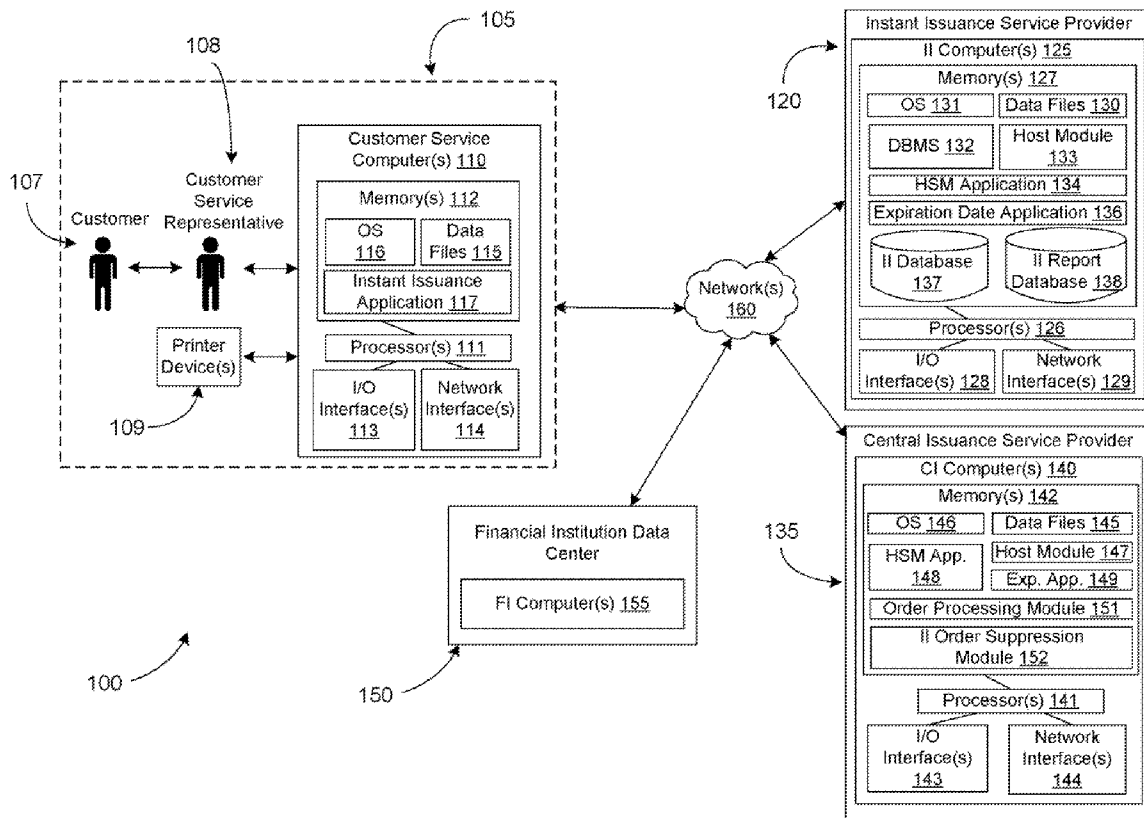 105
108
107
Customer
Customer
Service
Representative
Printer
Device(s)
109
Customer Service
Computer(s) 110
Memory(s) 112
OS
116
Data
Files 115
Instant Issuance
Application 117
Processor(s) 111
I/O
Interface(s)
113
Network
Interface(s)
114
Network(s)
160
Financial Institution Data
Center
FI Computer(s) 155
150
100
120
Instant Issuance Service Provider
II Computer(s) 125
Memory(s) 127
OS 131
Data Files 130
DBMS 132
Host Module
133
HSM Application 134
Expiration Date Application 136
II Database
137
II Report
Database
138
Processor(s) 126
I/O
Interface(s) 128
Network
Interface(s) 129
135
Central Issuance Service Provider
CI Computer(s) 140
Memory(s) 142
OS 146
Data Files 145
HSM App.
148
Host Module 147
Exp. App. 149
Order Processing Module 151
II Order Suppression
Module 152
Processor(s) 141
I/O
Interface(s)
143
Network
Interface(s)
144